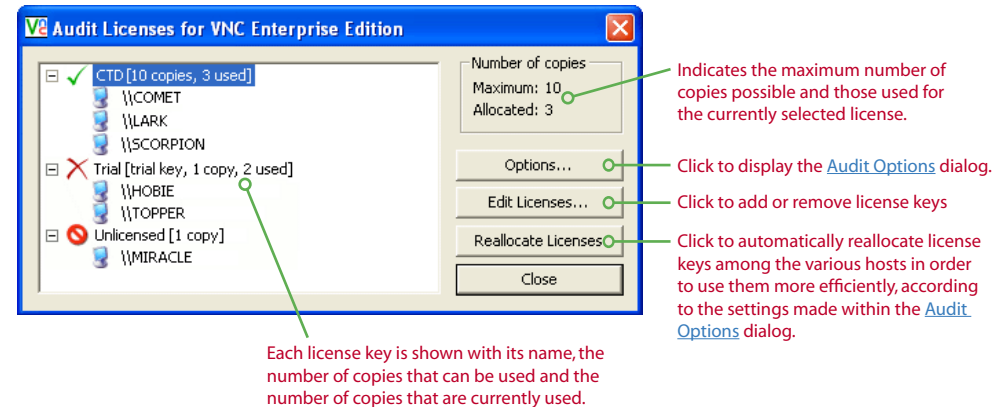 Audit Licenses for VNC Enterprise Edition
CTD [10 copies, 3 used]
\\COMET
\\LARK
\\SCORPION
Trial [trial key, 1 copy, 2 used]
\\HOBIE
\\TOPPER
Unlicensed [1 copy]
\\MIRACLE
Number of copies
Maximum: 10
Allocated: 3
Options...
Edit Licenses...
Reallocate Licenses
Close
Indicates the maximum number of
copies possible and those used for
the currently selected license.
Click to display the Audit Options dialog.
Click to add or remove license keys
Click to automatically reallocate license
keys among the various hosts in order
to use them more efficiently, according
to the settings made within the Audit
Options dialog.
Each license key is shown with its name, the
number of copies that can be used and the
number of copies that are currently used.